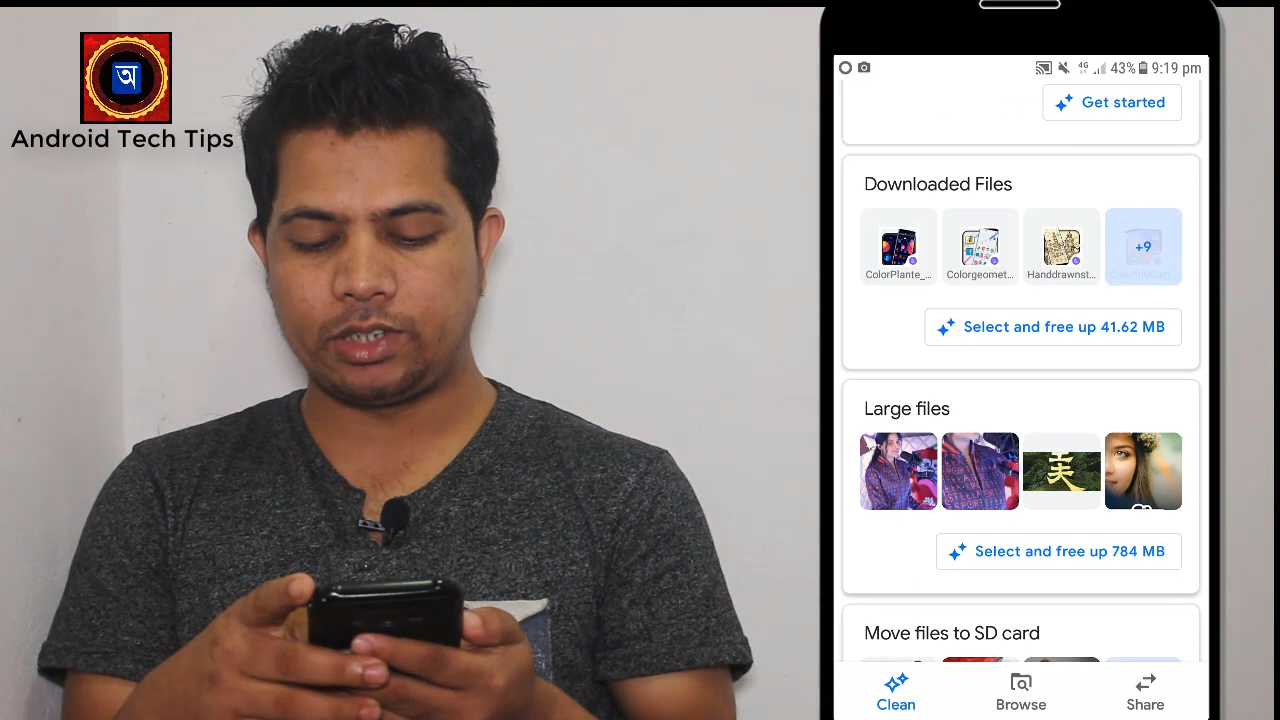 অ
Android Tech Tips
4G 43% 9:19 pm
Get started
Downloaded Files
+9
ColorPlante_...
Colorgeomet...
Handdrawnst...
Select and free up 41.62 MB
Large files
Select and free up 784 MB
Move files to SD card
Clean
Browse
Share